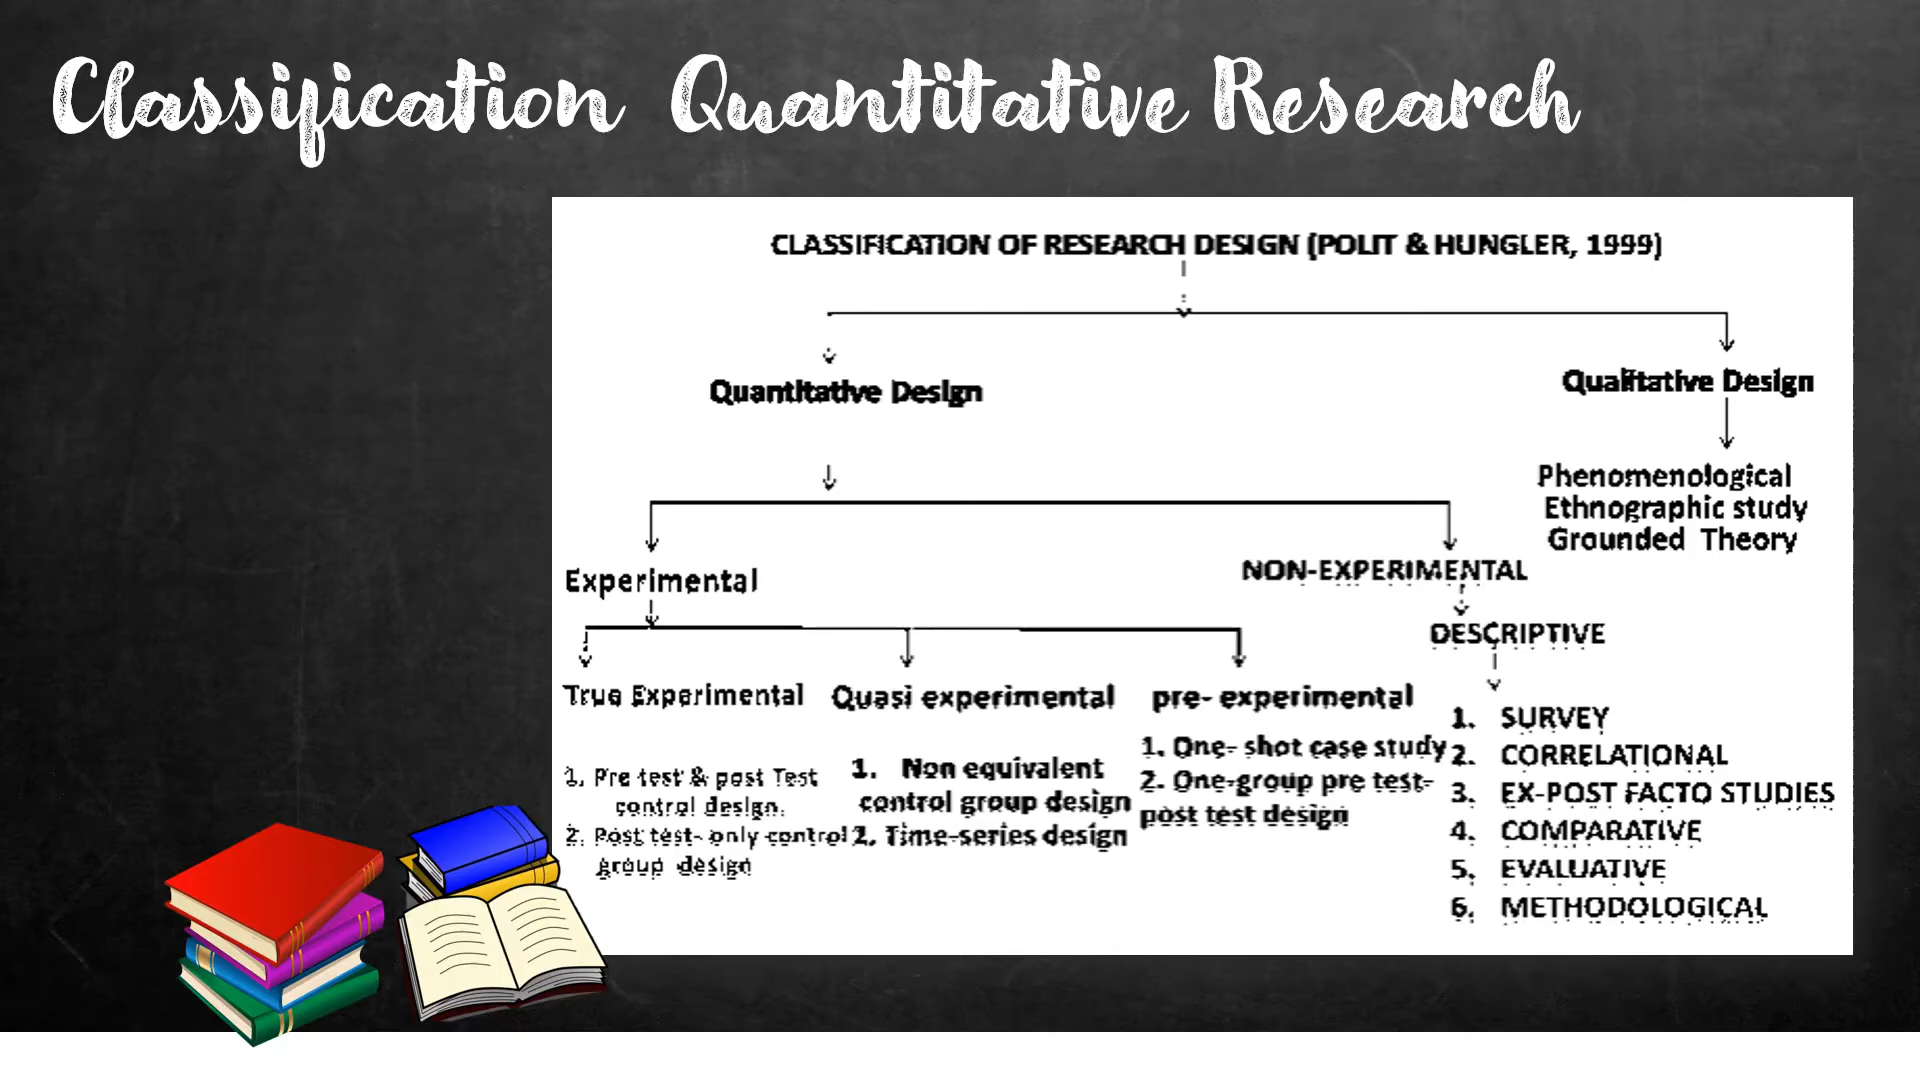 Classification Quantitative Research
CLASSIFICATION OF RESEARCH DESIGN (POLIT & HUNGLER, 1999)
Quantitative Design
Qualitative Design
Phenomenological
Ethnographic study
Grounded Theory
Experimental
NON-EXPERIMENTAL
DESCRIPTIVE
True Experimental
1. Pre test & post Test
control design.
2. Post test- only control
group design
Quasi experimental
1. Non equivalent
control group design
2. Time-series design
pre- experimental
1. One- shot case study
2. One-group pre test-
post test design
1. SURVEY
2. CORRELATIONAL
3. EX-POST FACTO STUDIES
4. COMPARATIVE
5. EVALUATIVE
6. METHODOLOGICAL